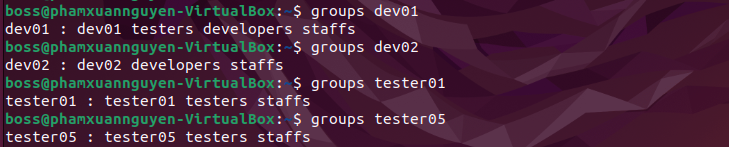 boss@phamxuannguyen-VirtualBox:~$ groups dev01
dev01 : dev01 testers developers staffs
boss@phamxuannguyen-VirtualBox:~$ groups dev02
dev02 : dev02 developers staffs
boss@phamxuannguyen-VirtualBox:~$ groups tester01
tester01 : tester01 testers staffs
boss@phamxuannguyen-VirtualBox:~$ groups tester05
tester05 : tester05 testers staffs